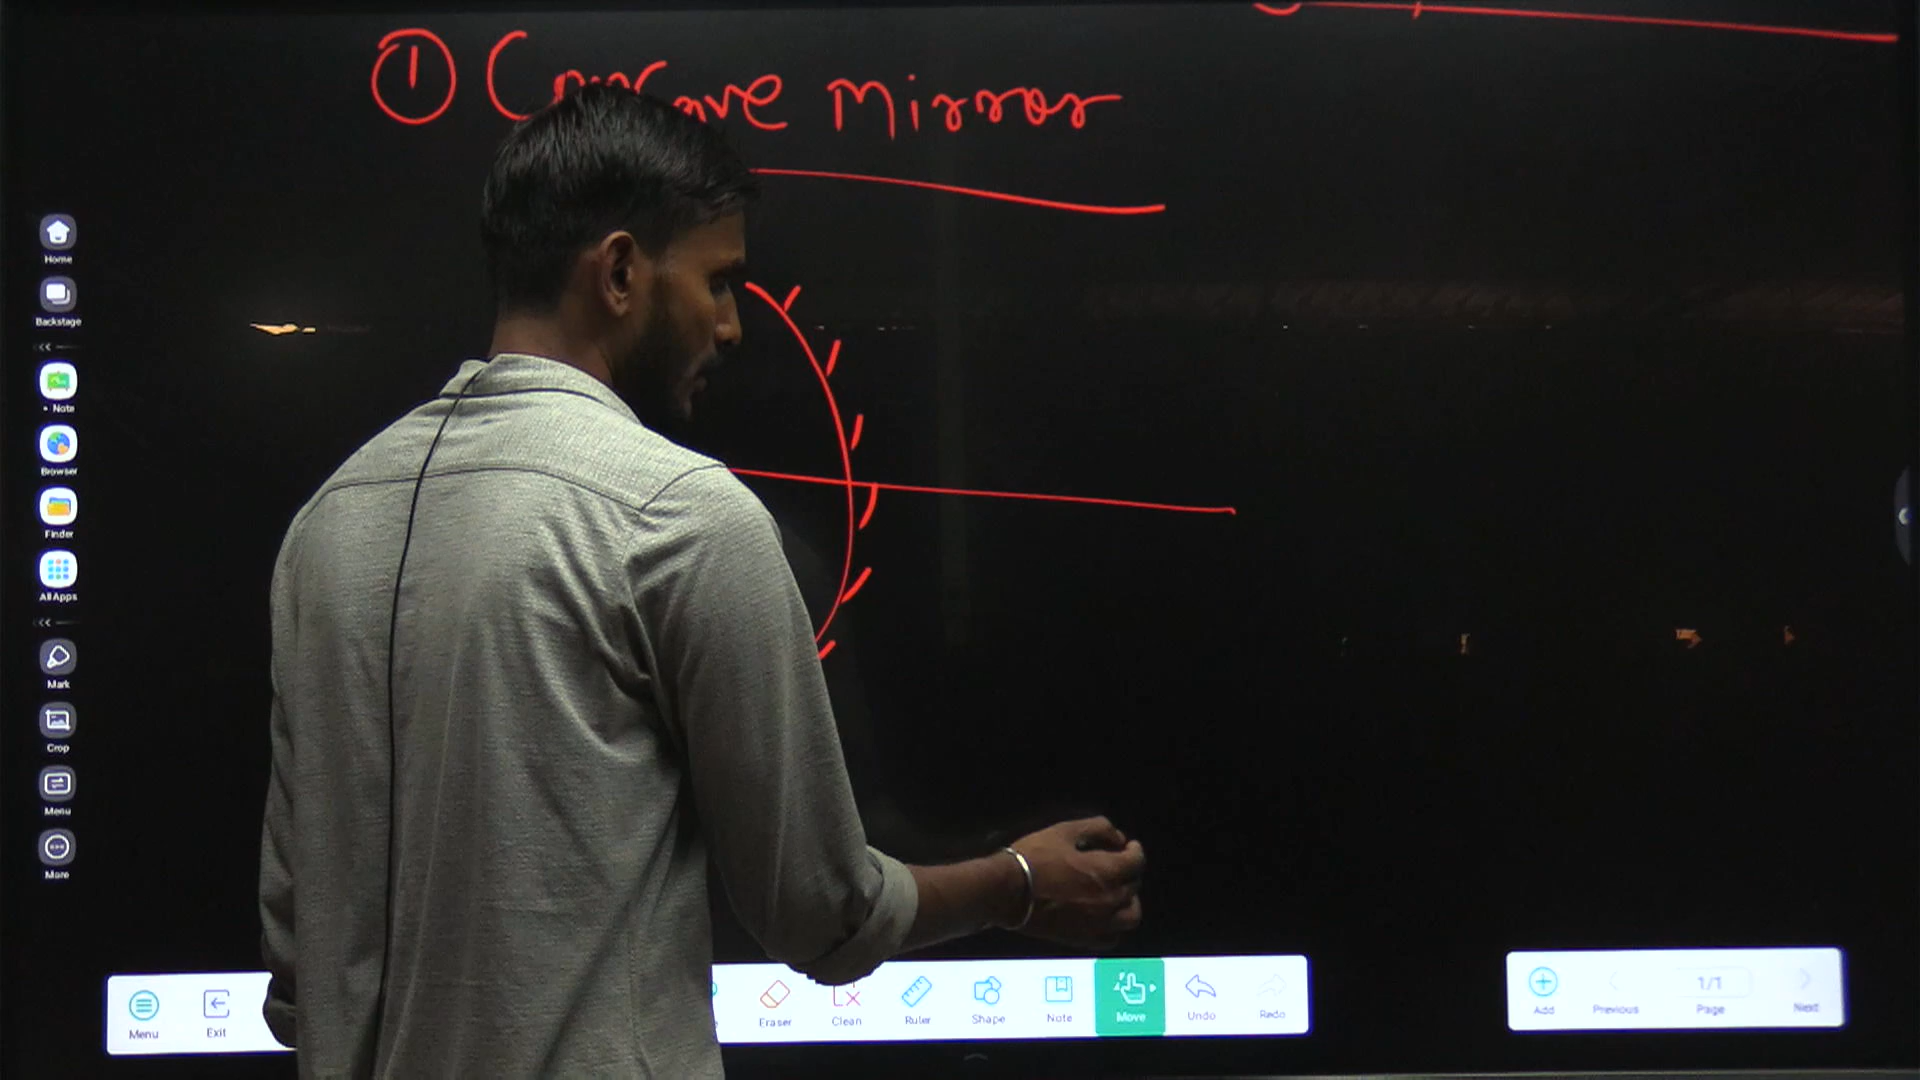 ① Concave Mirror
Home
Backstage
Note
Browser
Finder
All Apps
Mark
Crop
Menu
More
Menu
Exit
Eraser
Clean
Ruler
Shape
Note
Move
Undo
Redo
Add
Previous
1/1
Page
Next